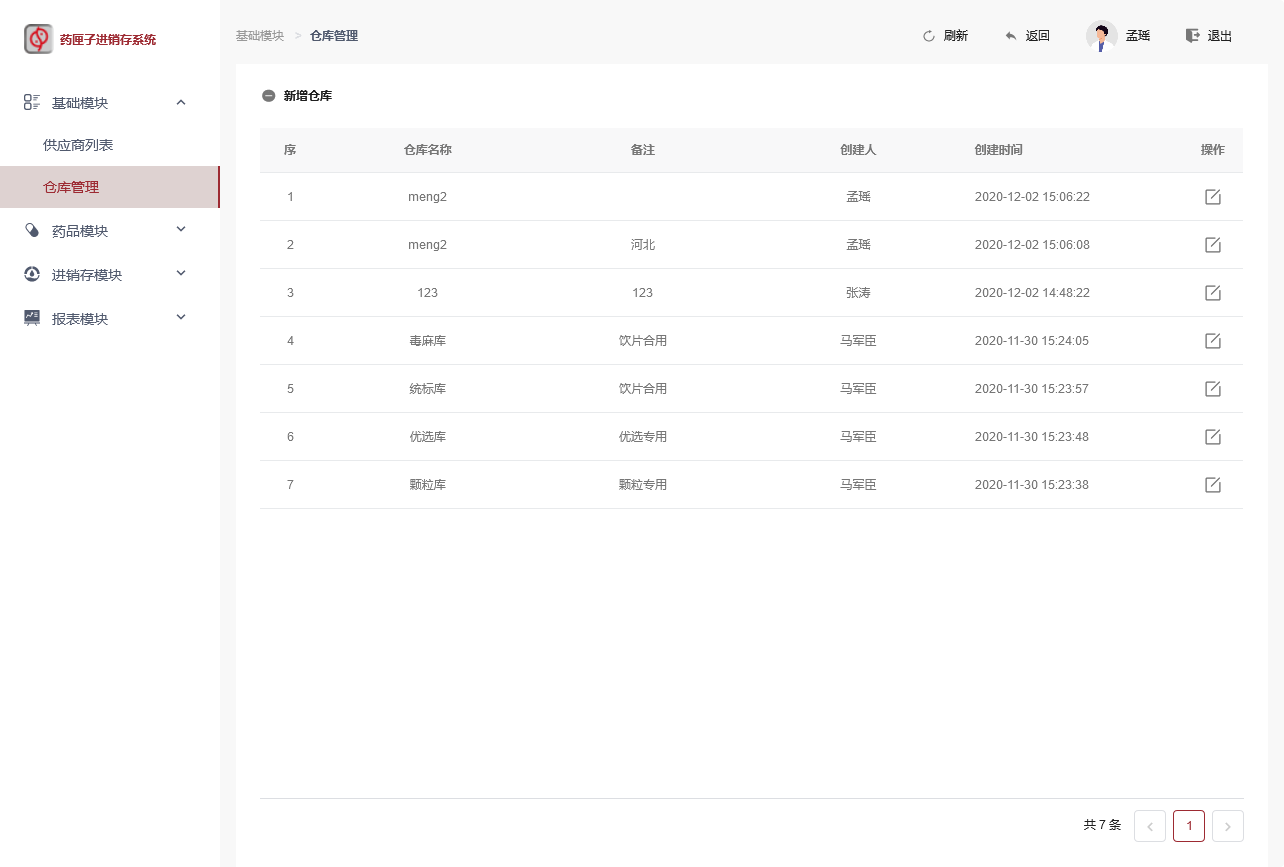 药匣子进销存系统
基础模块
供应商列表
仓库管理
药品模块
进销存模块
报表模块
基础模块 > 仓库管理
刷新 返回 孟瑶 退出
新增仓库
序 仓库名称 备注 创建人 创建时间 操作
1 meng2 孟瑶 2020-12-02 15:06:22
2 meng2 河北 孟瑶 2020-12-02 15:06:08
3 123 123 张涛 2020-12-02 14:48:22
4 毒麻库 饮片合用 马军臣 2020-11-30 15:24:05
5 统标库 饮片合用 马军臣 2020-11-30 15:23:57
6 优选库 优选专用 马军臣 2020-11-30 15:23:48
7 颗粒库 颗粒专用 马军臣 2020-11-30 15:23:38
共 7 条 < 1 >